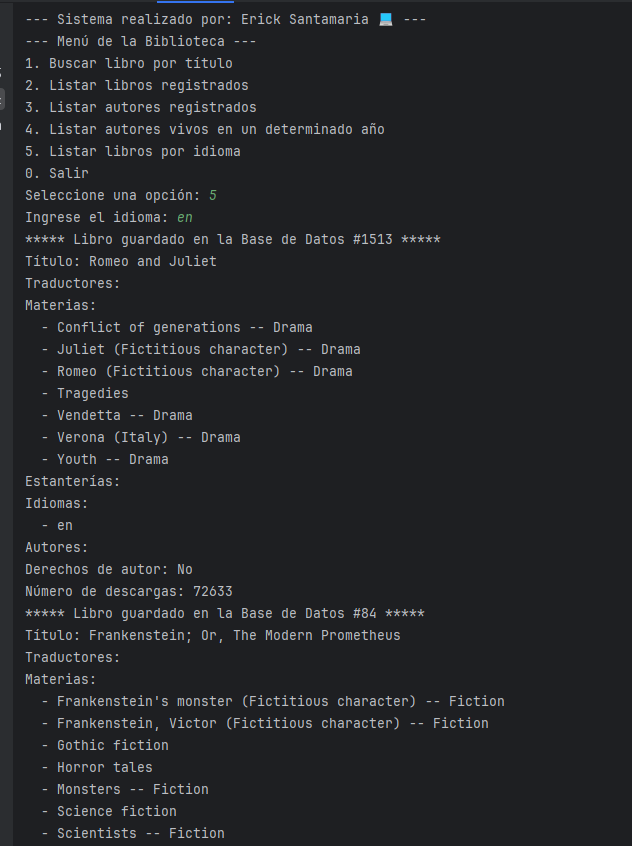 --- Sistema realizado por: Erick Santamaria 💻 ---
--- Menú de la Biblioteca ---
1. Buscar libro por título
2. Listar libros registrados
3. Listar autores registrados
4. Listar autores vivos en un determinado año
5. Listar libros por idioma
0. Salir
Seleccione una opción: 5
Ingrese el idioma: en
***** Libro guardado en la Base de Datos #1513 *****
Título: Romeo and Juliet
Traductores:
Materias:
  - Conflict of generations -- Drama
  - Juliet (Fictitious character) -- Drama
  - Romeo (Fictitious character) -- Drama
  - Tragedies
  - Vendetta -- Drama
  - Verona (Italy) -- Drama
  - Youth -- Drama
Estanterías:
Idiomas:
  - en
Autores:
Derechos de autor: No
Número de descargas: 72633
***** Libro guardado en la Base de Datos #84 *****
Título: Frankenstein; Or, The Modern Prometheus
Traductores:
Materias:
  - Frankenstein's monster (Fictitious character) -- Fiction
  - Frankenstein, Victor (Fictitious character) -- Fiction
  - Gothic fiction
  - Horror tales
  - Monsters -- Fiction
  - Science fiction
  - Scientists -- Fiction